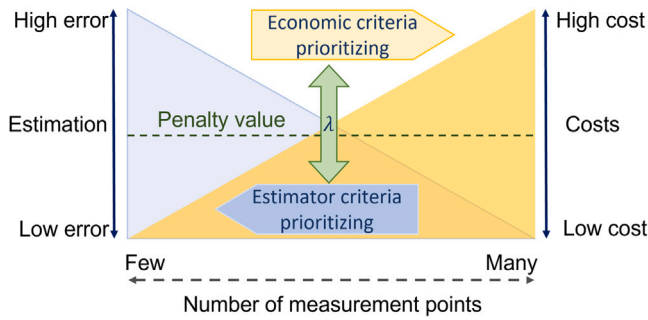 High error
Economic criteria
prioritizing
High cost
Estimation
Penalty value
λ
Costs
Estimator criteria
prioritizing
Low error
Low cost
Few
Many
Number of measurement points